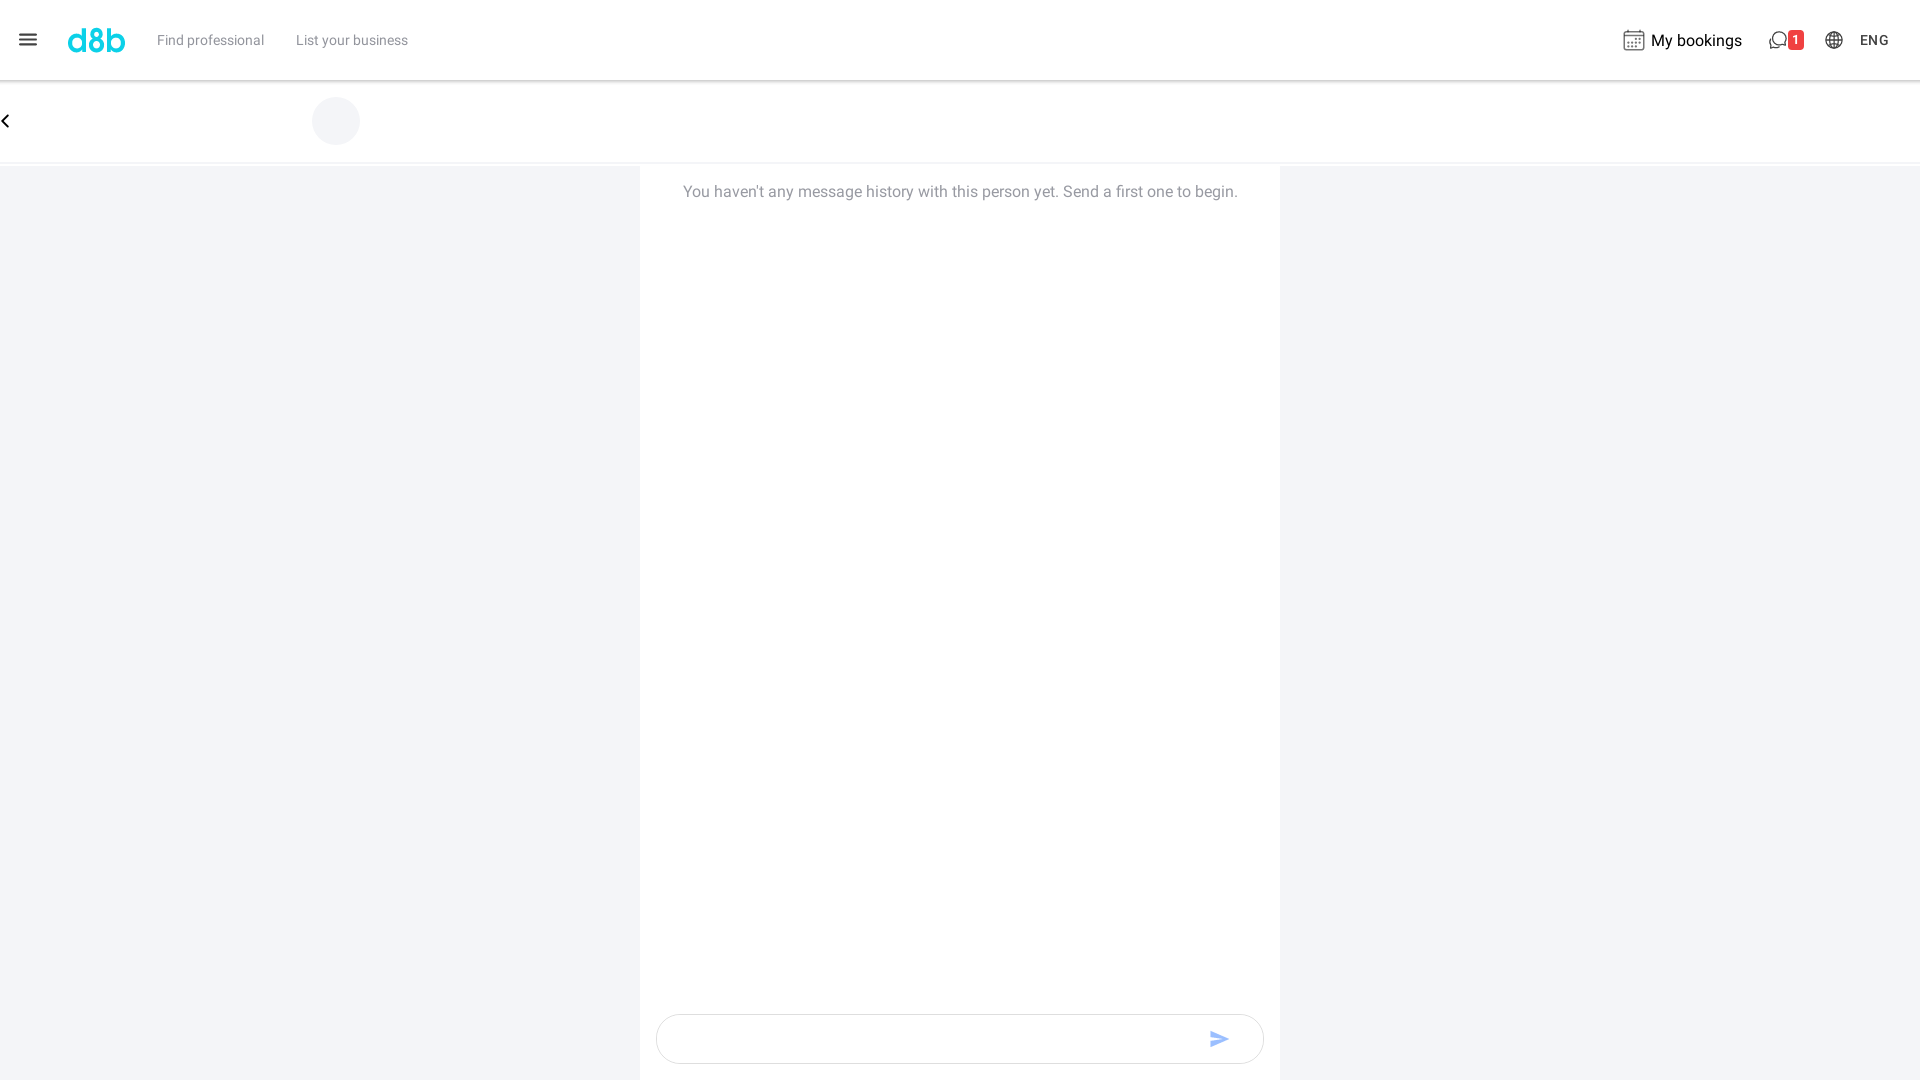 d8b
Find professional
List your business
My bookings
1
ENG
You haven't any message history with this person yet. Send a first one to begin.